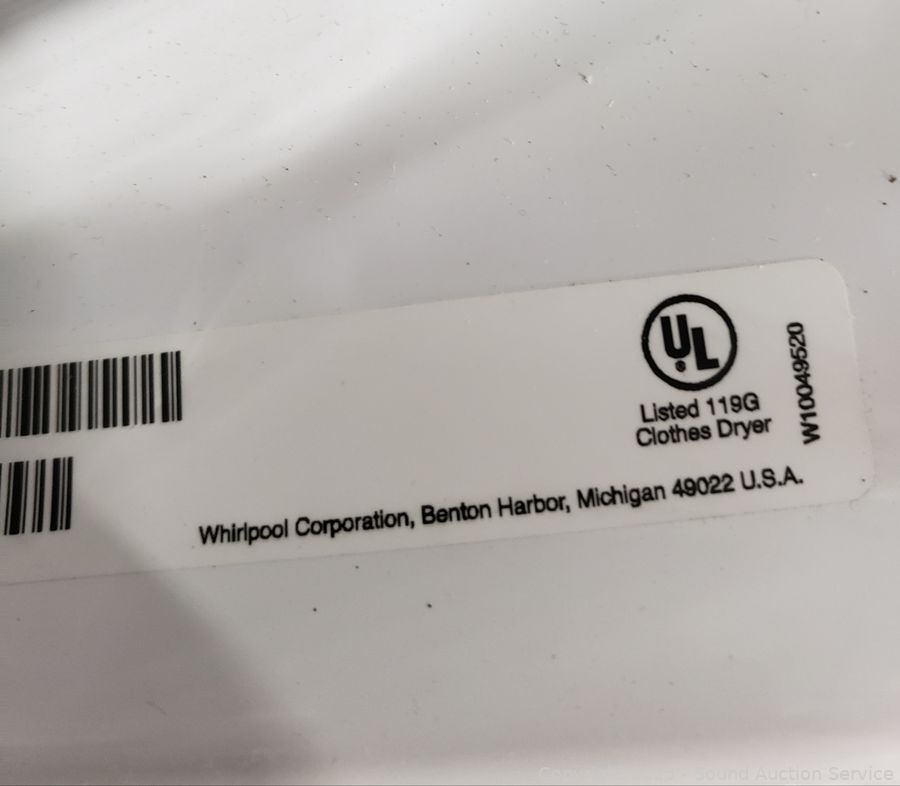 UL
Listed 119G
Clothes Dryer
W10049520
Whirlpool Corporation, Benton Harbor, Michigan 49022 U.S.A.
Sound Auction Service